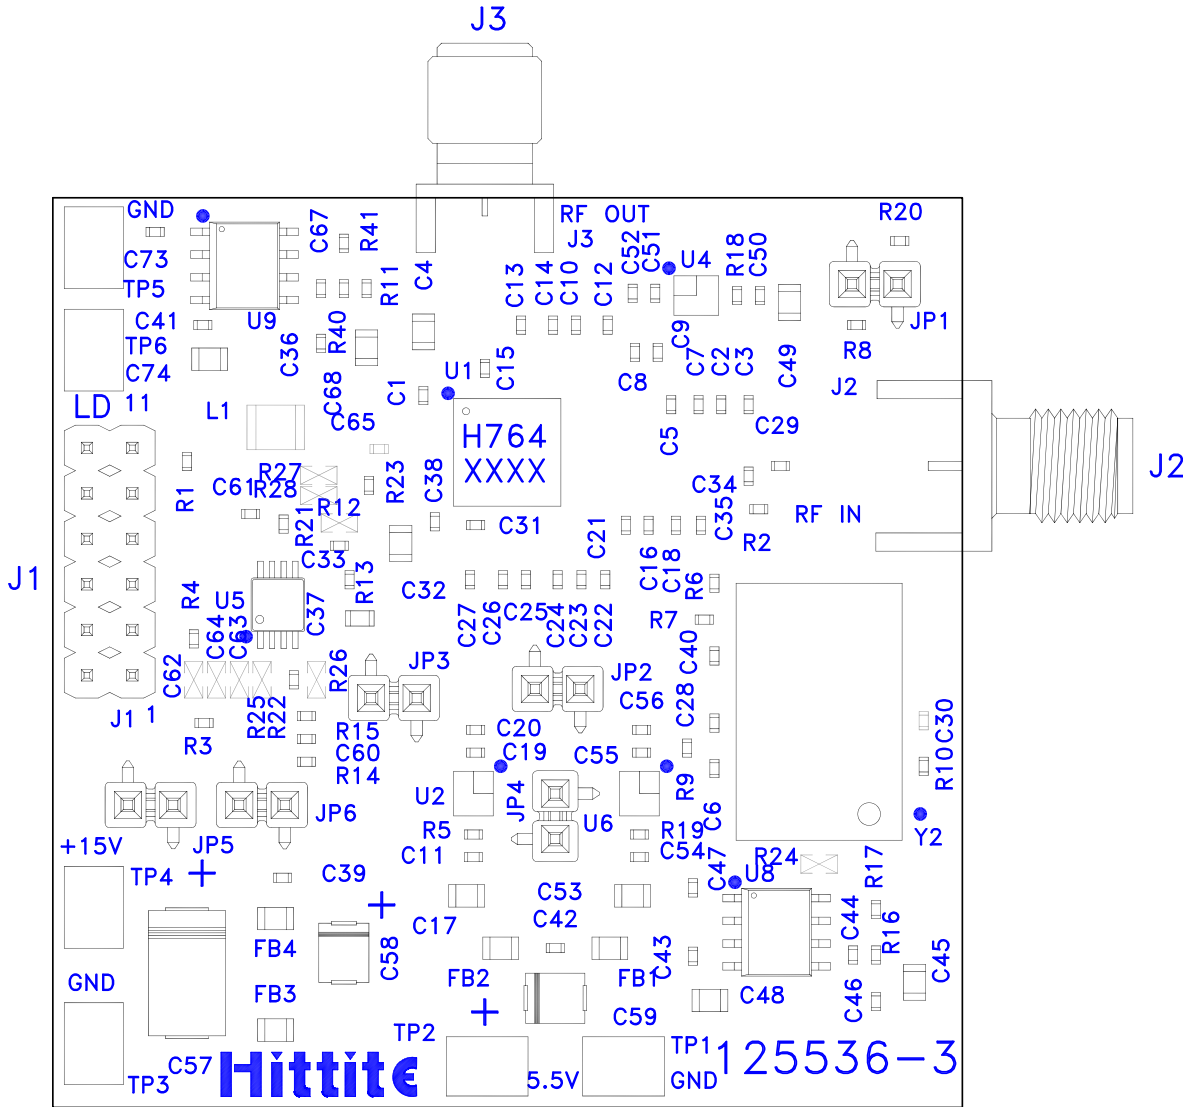 J3
GND
RF OUT
J3
R20
C67
R41
C52
C51
U4
R18
C50
C73
TP5
C4
C13
C14
C10
C12
R11
C41
U9
JP1
TP6
C36
R40
C9
R8
C74
C8
C7
C2
C3
C49
LD
11
L1
C68
C65
C1
U1
C15
J2
C5
C29
H764
XXXX
J2
R27
R28
C61
R1
R23
C38
C34
R12
R21
C31
C21
C35
RF IN
R2
C33
J1
R4
U5
R13
C32
C16
C18
R6
C37
C64
C63
C27
C26
C25
C24
C23
C22
R7
C62
R26
JP3
JP2
C40
J1
1
R25
R22
C56
C28
R3
R15
C60
R14
C20
C19
C55
C30
R10
U2
JP4
U6
R9
C6
JP5
JP6
R5
R19
Y2
+15V
C11
C54
C47
U8
R24
R17
TP4
+
C39
+
C53
C17
C42
C44
R16
FB4
C58
C43
C45
GND
FB3
FB2
FB1
C48
C46
+
C59
C57
TP3
Hittite
TP2
5.5V
TP1
GND
125536-3